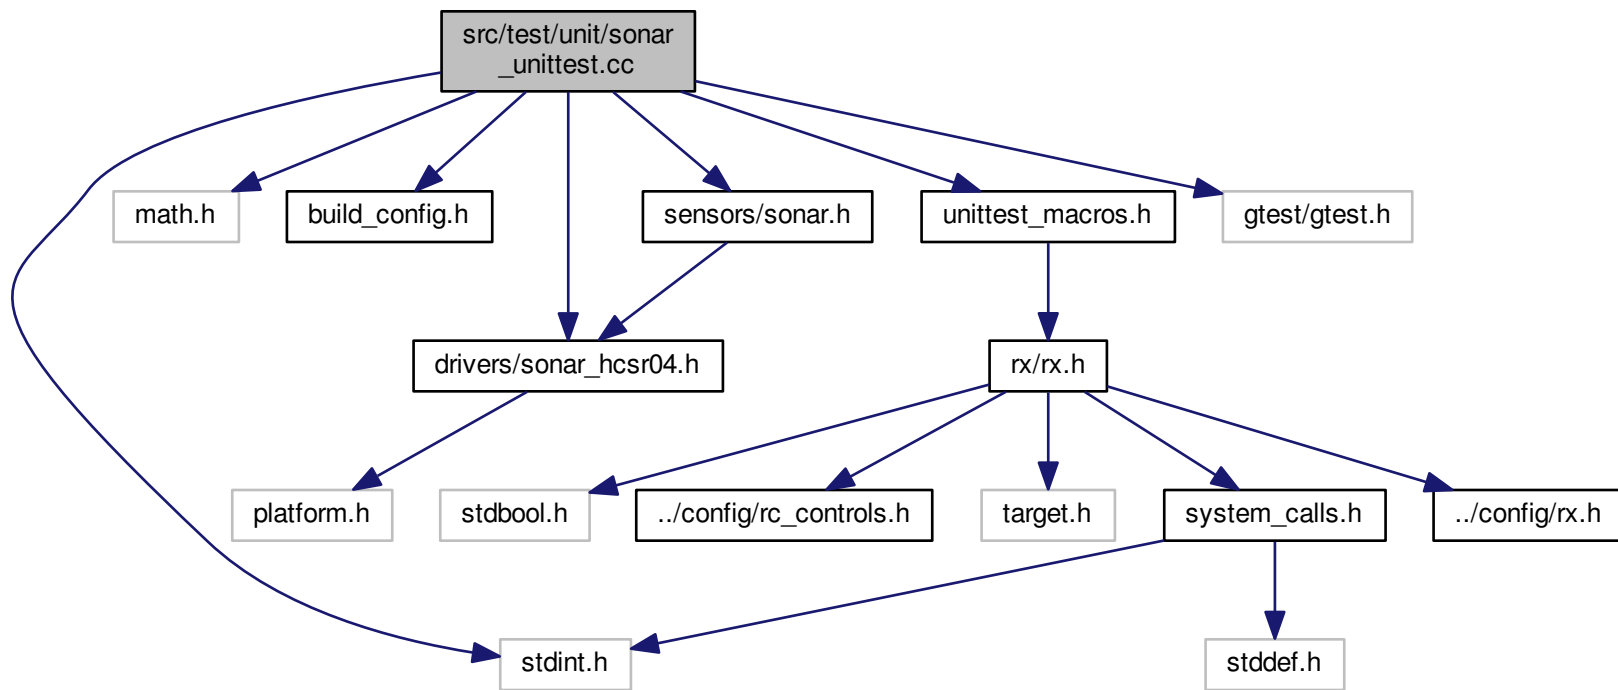 src/test/unit/sonar
_unittest.cc
math.h
build_config.h
sensors/sonar.h
unittest_macros.h
gtest/gtest.h
drivers/sonar_hcsr04.h
rx/rx.h
platform.h
stdbool.h
../config/rc_controls.h
target.h
system_calls.h
../config/rx.h
stdint.h
stddef.h